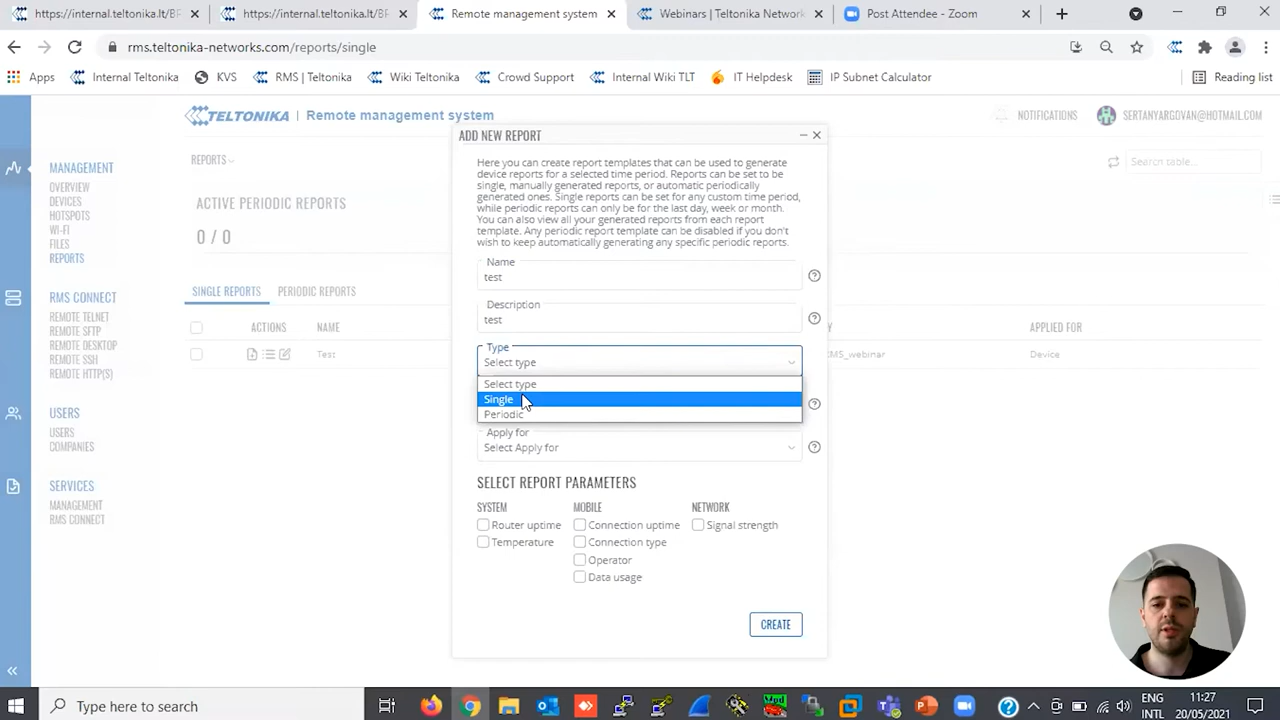 https://internal.teltonika.lt/BP
https://internal.teltonika.lt/BP
Remote management system
Webinars | Teltonika Network
Post Attendee - Zoom
rms.teltonika-networks.com/reports/single
Apps
Internal Teltonika
KVS
RMS | Teltonika
Wiki Teltonika
Crowd Support
Internal Wiki TLT
IT Helpdesk
IP Subnet Calculator
Reading list
TELTONIKA | Remote management system
NOTIFICATIONS
SERTANYARGOVAN@HOTMAIL.COM
MANAGEMENT
OVERVIEW
DEVICES
HOTSPOTS
WI-FI
FILES
REPORTS
RMS CONNECT
REMOTE TELNET
REMOTE SFTP
REMOTE DESKTOP
REMOTE SSH
REMOTE HTTP(S)
USERS
USERS
COMPANIES
SERVICES
MANAGEMENT
RMS CONNECT
REPORTS
Search table...
ACTIVE PERIODIC REPORTS
0 / 0
SINGLE REPORTS
PERIODIC REPORTS
ACTIONS
NAME
Y
APPLIED FOR
Test
MS_webinar
Device
ADD NEW REPORT
Here you can create report templates that can be used to generate
device reports for a selected time period. Reports can be set to be
single, manually generated reports, or automatic periodically
generated ones. Single reports can be set for any custom time period,
while periodic reports can only be for the last day, week or month.
You can also view all your generated reports from each report
template. Any periodic report template can be disabled if you don't
wish to keep automatically generating any specific periodic reports.
Name
test
Description
test
Type
Select type
Select type
Single
Periodic
Apply for
Select Apply for
SELECT REPORT PARAMETERS
SYSTEM
Router uptime
Temperature
MOBILE
Connection uptime
Connection type
Operator
Data usage
NETWORK
Signal strength
CREATE
Type here to search
ENG
INTL
11:27
20/05/2021